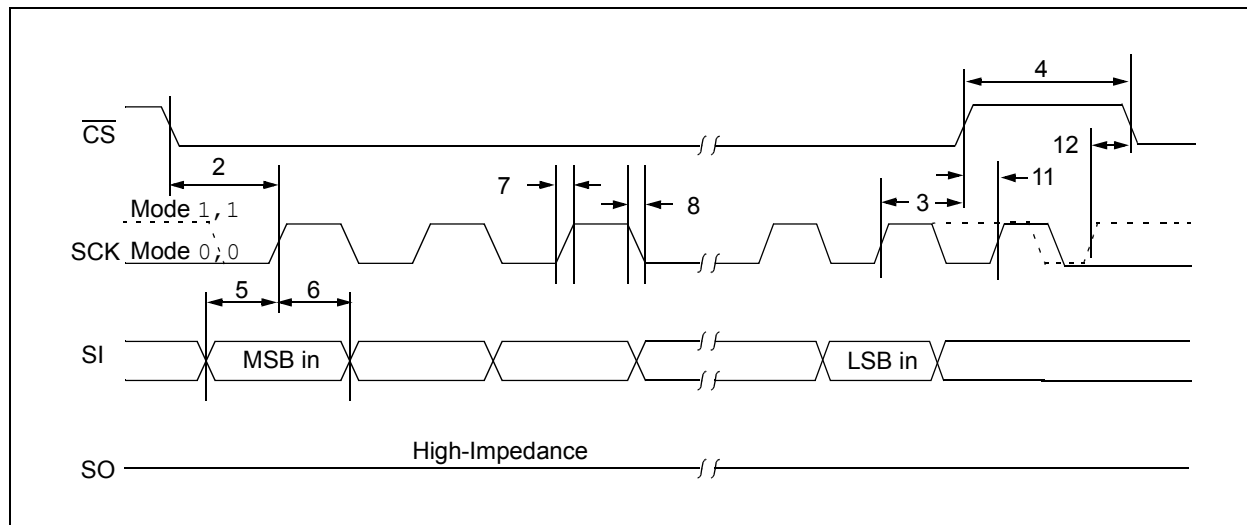 4
CS
12
2
7
11
Mode 1,1
8
3
SCK Mode 0,0
5
6
SI
MSB in
LSB in
High-Impedance
SO